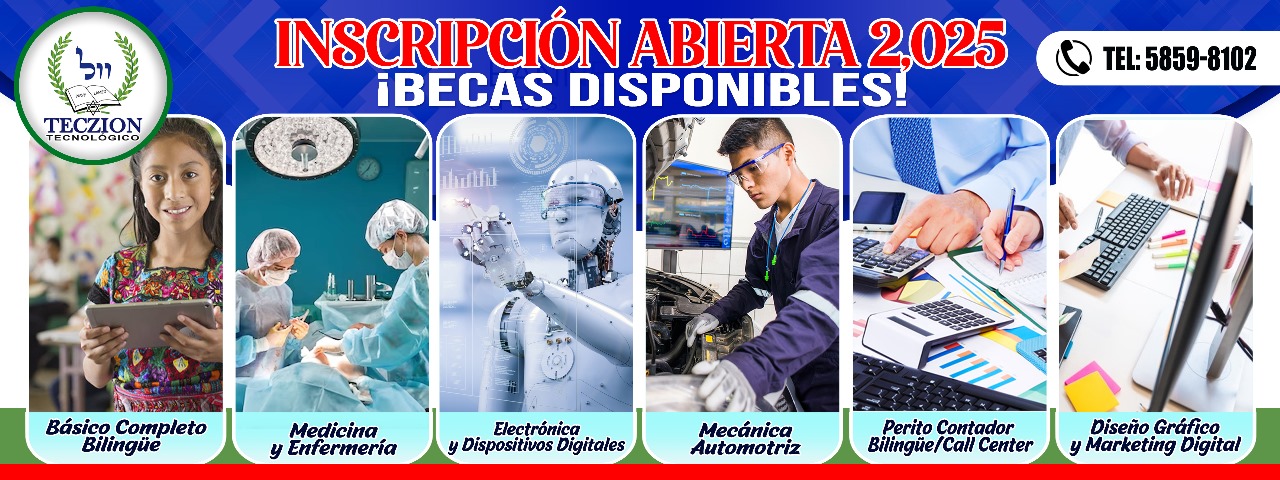 INSCRIPCIÓN ABIERTA 2,025
¡BECAS DISPONIBLES!
TEL: 5859-8102
TECZION
TECNOLÓGICO
Básico Completo
Bilingüe
Medicina
y Enfermería
Electrónica
y Dispositivos Digitales
Mecánica
Automotriz
Perito Contador
Bilingüe/Call Center
Diseño Gráfico
y Marketing Digital